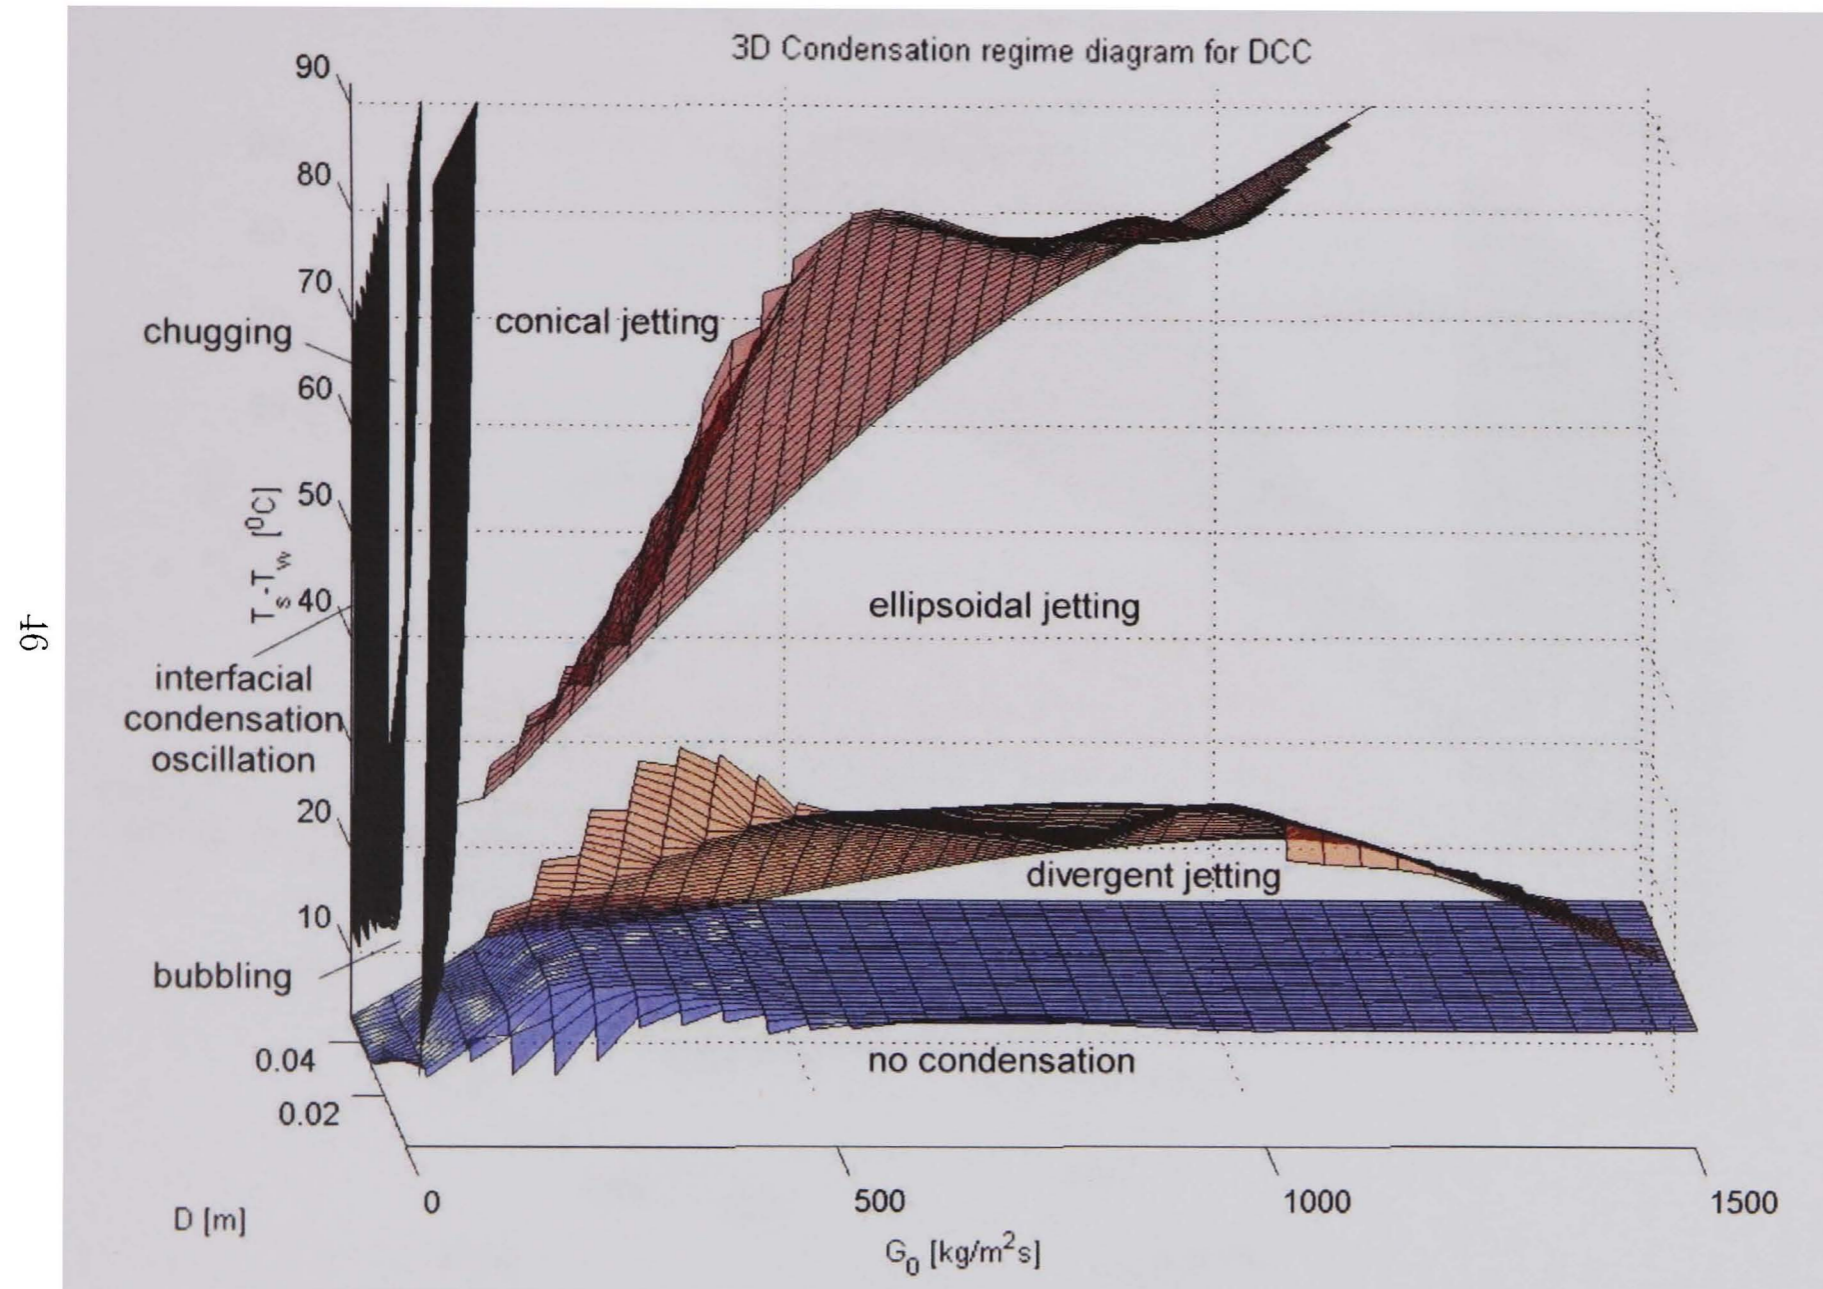 3D Condensation regime diagram for DCC
90
80
70
chugging
conical jetting
60
50
T_s-T_w [⁰C]
40
ellipsoidal jetting
46
interfacial
condensation
oscillation
20
divergent jetting
10
bubbling
no condensation
0.04
0.02
0
500
1000
1500
D [m]
G₀ [kg/m²s]